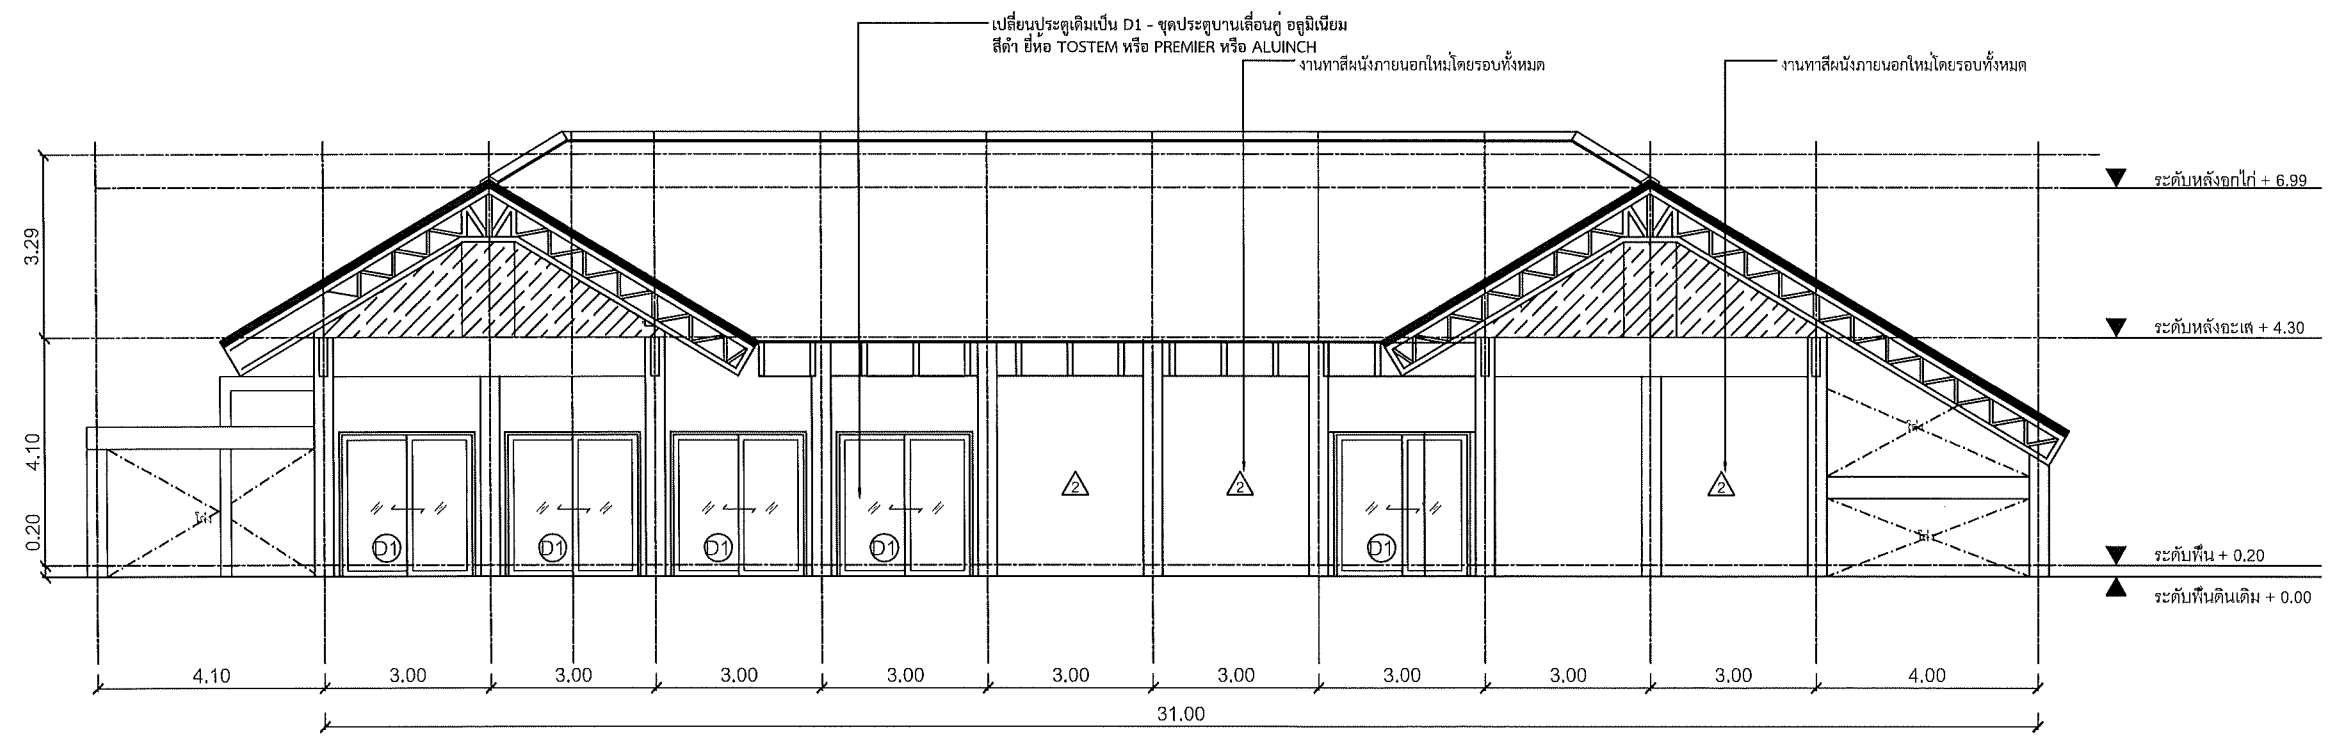 เปลี่ยนประตูเดิมเป็น D1 - ชุดประตูบานเลื่อนคู่ อลูมิเนียม
สีดำ ยี่ห้อ TOSTEM หรือ PREMIER หรือ ALUINCH
งานทาสีผนังภายนอกใหม่โดยรอบทั้งหมด
งานทาสีผนังภายนอกใหม่โดยรอบทั้งหมด
ระดับหลังอกไก่ + 6.99
3.29
ระดับหลังอะเส + 4.30
4.10
โล่ง
2
2
2
โล่ง
0.20
D1
D1
D1
D1
D1
โล่ง
ระดับพื้น + 0.20
ระดับพื้นดินเดิม + 0.00
4.10
3.00
3.00
3.00
3.00
3.00
3.00
3.00
3.00
3.00
4.00
31.00